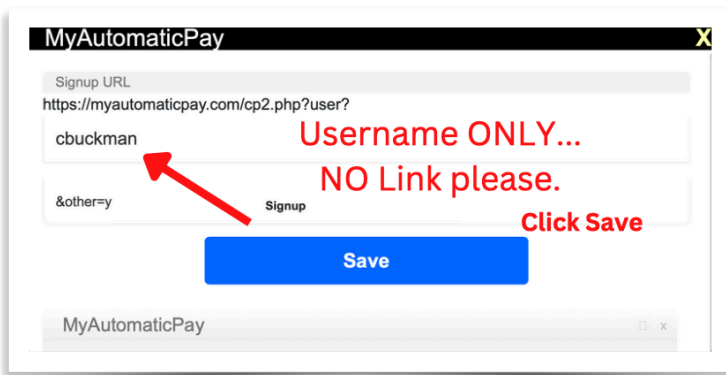 MyAutomaticPay X
Signup URL
https://myautomaticpay.com/cp2.php?user?
cbuckman
Username ONLY...
NO Link please.
&other=y Signup
Click Save
Save
MyAutomaticPay x